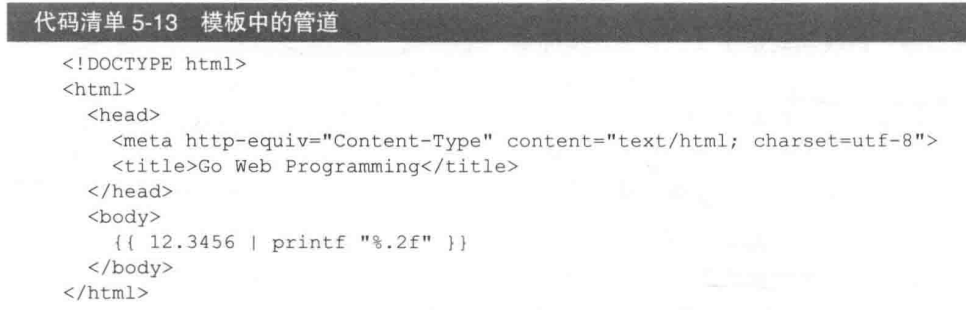 代码清单 5-13 模板中的管道
<!DOCTYPE html>
<html>
  <head>
    <meta http-equiv="Content-Type" content="text/html; charset=utf-8">
    <title>Go Web Programming</title>
  </head>
  <body>
    {{ 12.3456 | printf "%.2f" }}
  </body>
</html>